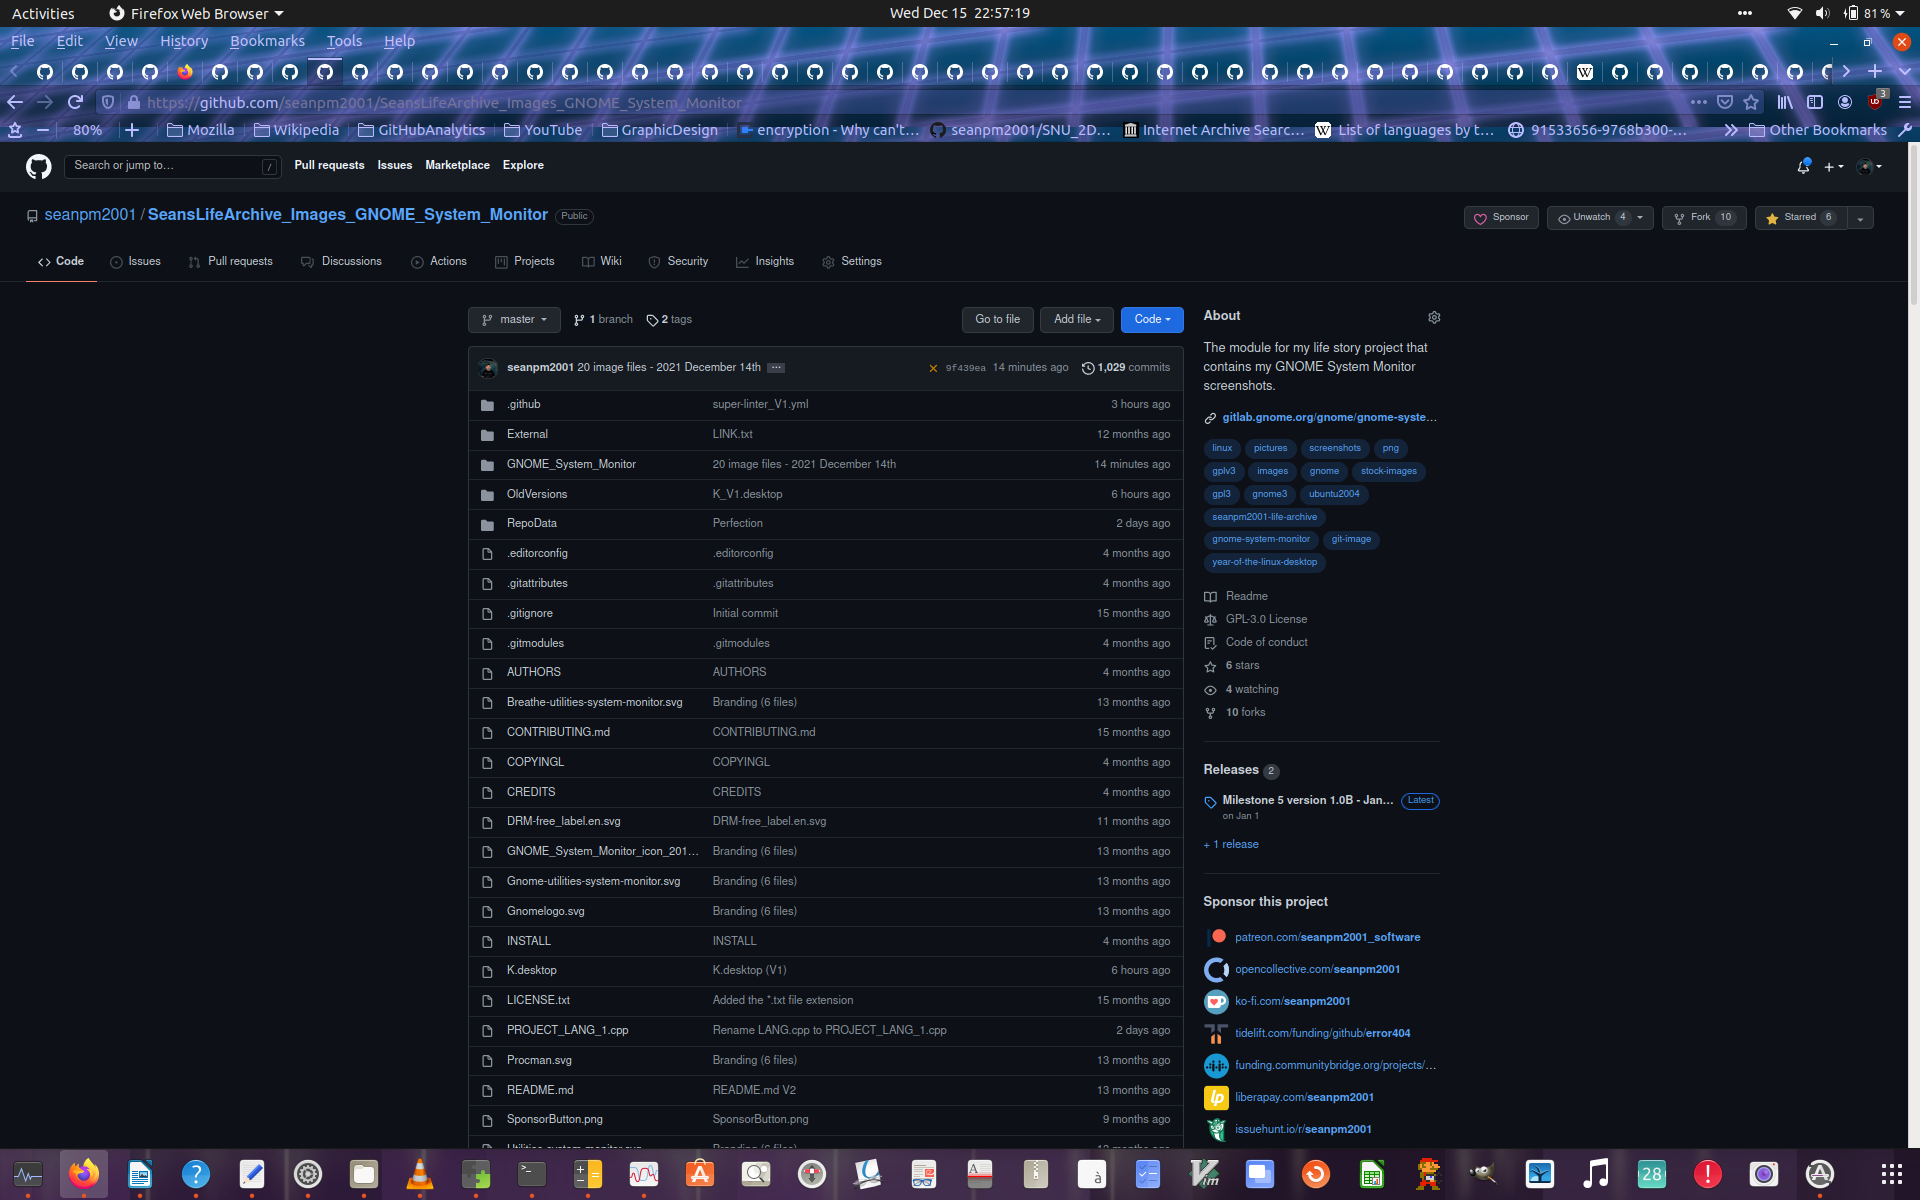 Activities Firefox Web Browser Wed Dec 15 22:57:19 81 %
File Edit View History Bookmarks Tools Help
https://github.com/seanpm2001/SeansLifeArchive_Images_GNOME_System_Monitor 3
80% Mozilla Wikipedia GitHubAnalytics YouTube GraphicDesign encryption - Why can't… seanpm2001/SNU_2D… Internet Archive Searc… List of languages by t… 91533656-9768b300-… Other Bookmarks
Search or jump to… / Pull requests Issues Marketplace Explore
seanpm2001 / SeansLifeArchive_Images_GNOME_System_Monitor Public Sponsor Unwatch 4 Fork 10 Starred 6
Code Issues Pull requests Discussions Actions Projects Wiki Security Insights Settings
master 1 branch 2 tags Go to file Add file Code
seanpm2001 20 image files - 2021 December 14th 9f439ea 14 minutes ago 1,029 commits
.github super-linter_V1.yml 3 hours ago
External LINK.txt 12 months ago
GNOME_System_Monitor 20 image files - 2021 December 14th 14 minutes ago
OldVersions K_V1.desktop 6 hours ago
RepoData Perfection 2 days ago
.editorconfig .editorconfig 4 months ago
.gitattributes .gitattributes 4 months ago
.gitignore Initial commit 15 months ago
.gitmodules .gitmodules 4 months ago
AUTHORS AUTHORS 4 months ago
Breathe-utilities-system-monitor.svg Branding (6 files) 13 months ago
CONTRIBUTING.md CONTRIBUTING.md 15 months ago
COPYINGL COPYINGL 4 months ago
CREDITS CREDITS 4 months ago
DRM-free_label.en.svg DRM-free_label.en.svg 11 months ago
GNOME_System_Monitor_icon_201… Branding (6 files) 13 months ago
Gnome-utilities-system-monitor.svg Branding (6 files) 13 months ago
Gnomelogo.svg Branding (6 files) 13 months ago
INSTALL INSTALL 4 months ago
K.desktop K.desktop (V1) 6 hours ago
LICENSE.txt Added the *.txt file extension 15 months ago
PROJECT_LANG_1.cpp Rename LANG.cpp to PROJECT_LANG_1.cpp 2 days ago
Procman.svg Branding (6 files) 13 months ago
README.md README.md V2 13 months ago
SponsorButton.png SponsorButton.png 9 months ago
About
The module for my life story project that
contains my GNOME System Monitor
screenshots.
gitlab.gnome.org/gnome/gnome-syste…
linux pictures screenshots png
gplv3 images gnome stock-images
gpl3 gnome3 ubuntu2004
seanpm2001-life-archive
gnome-system-monitor git-image
year-of-the-linux-desktop
Readme
GPL-3.0 License
Code of conduct
6 stars
4 watching
10 forks
Releases 2
Milestone 5 version 1.0B - Jan… Latest
on Jan 1
+ 1 release
Sponsor this project
patreon.com/seanpm2001_software
opencollective.com/seanpm2001
ko-fi.com/seanpm2001
tidelift.com/funding/github/error404
funding.communitybridge.org/projects/…
liberapay.com/seanpm2001
issuehunt.io/r/seanpm2001
28